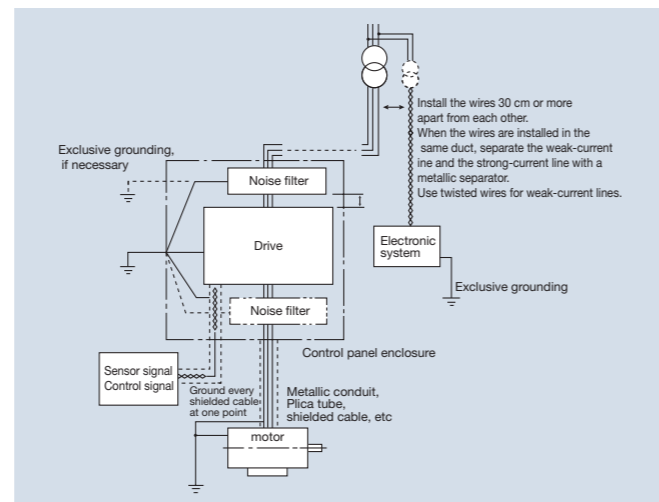 Install the wires 30 cm or more
apart from each other.
When the wires are installed in the
same duct, separate the weak-current
ine and the strong-current line with a
metallic separator.
Use twisted wires for weak-current lines.
Exclusive grounding,
if necessary
Noise filter
Drive
Electronic
system
Exclusive grounding
Noise filter
Control panel enclosure
Sensor signal
Control signal
Ground every
shielded cable
at one point
Metallic conduit,
Plica tube,
shielded cable, etc
motor